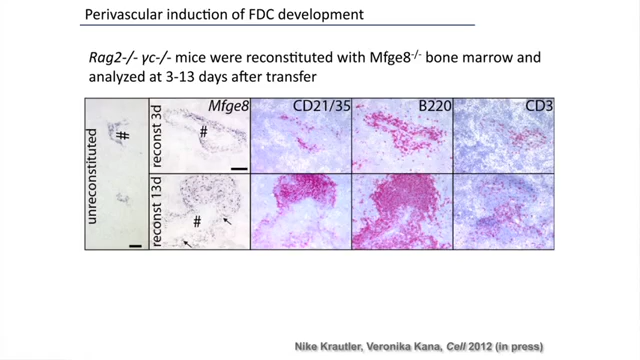 Perivascular induction of FDC development
Rag2-/- γc-/- mice were reconstituted with Mfge8-/- bone marrow and
analyzed at 3-13 days after transfer
unreconstituted
##
reconst 3d
Mfge8
#
CD21/35
B220
CD3
reconst 13d
#
Nike Krautler, Veronika Kana, Cell 2012 (in press)